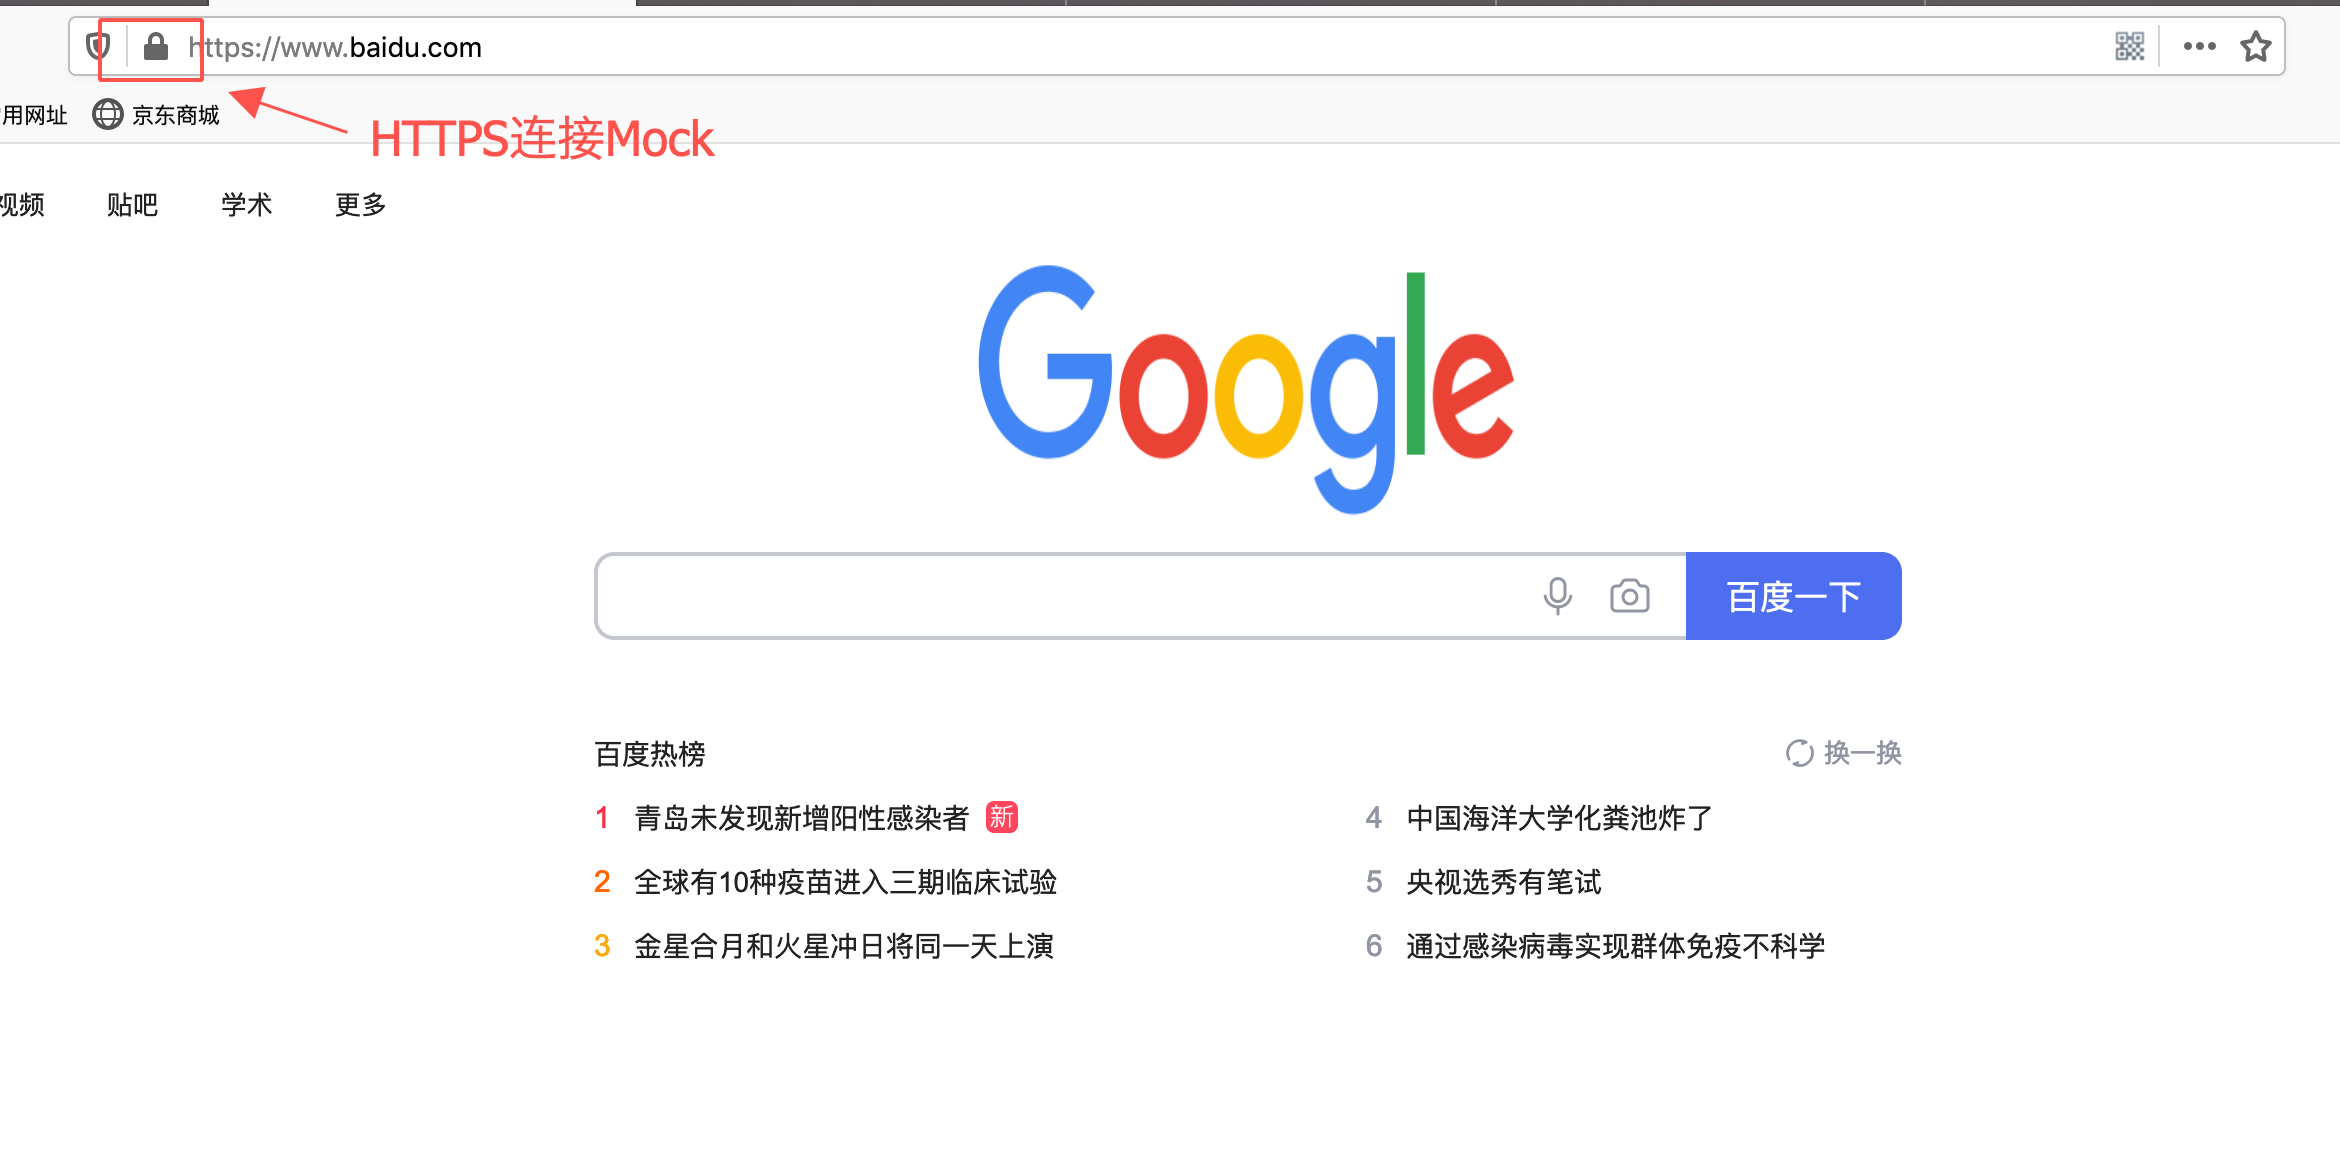 https://www.baidu.com
用网址 京东商城
HTTPS连接Mock
视频 贴吧 学术 更多
Google
百度一下
百度热榜 换一换
1 青岛未发现新增阳性感染者 新
2 全球有10种疫苗进入三期临床试验
3 金星合月和火星冲日将同一天上演
4 中国海洋大学化粪池炸了
5 央视选秀有笔试
6 通过感染病毒实现群体免疫不科学